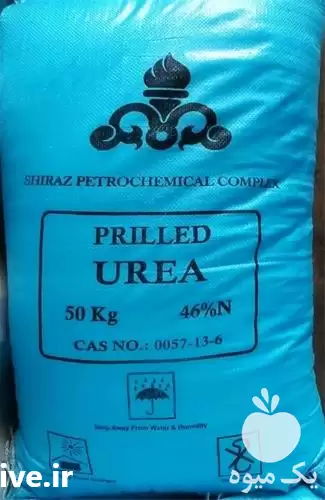 SHIRAZ PETROCHEMICAL COMPLEX
PRILLED
UREA
50 Kg 46%N
CAS NO.: 0057-13-6
Keep Away From Water & Humidity
ive.ir
یک میوه